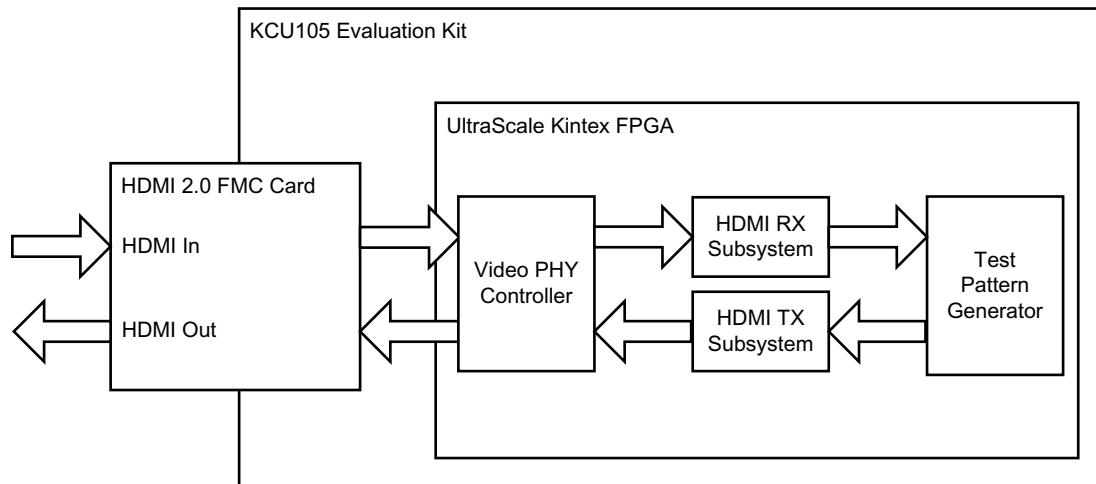 KCU105 Evaluation Kit
UltraScale Kintex FPGA
HDMI 2.0 FMC Card
HDMI In
HDMI Out
Video PHY
Controller
HDMI RX
Subsystem
HDMI TX
Subsystem
Test
Pattern
Generator